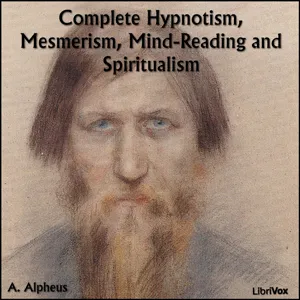 Complete Hypnotism,
Mesmerism, Mind-Reading and
Spiritualism
A. Alpheus
LibriVox